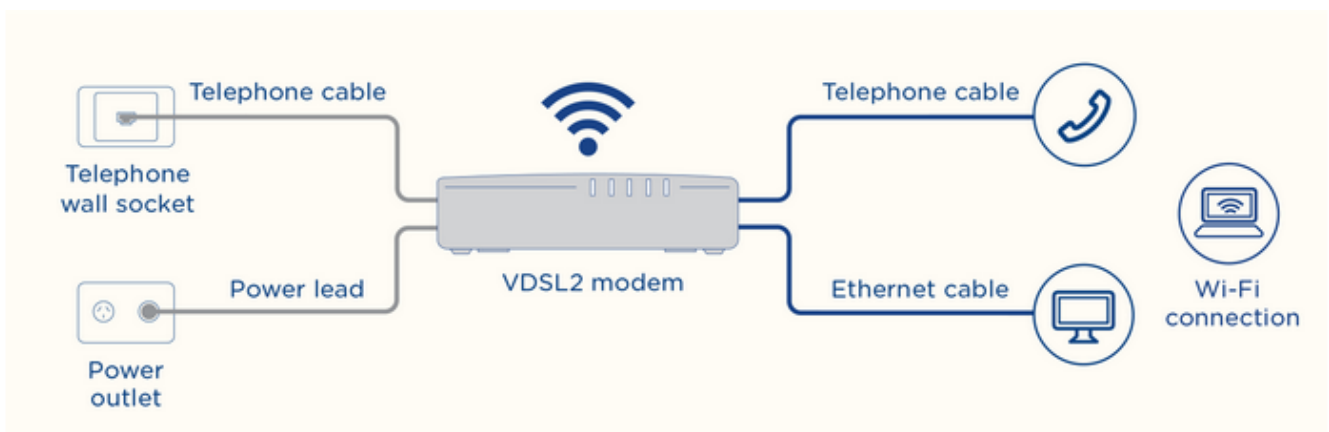 Telephone cable
Telephone cable
Telephone
wall socket
VDSL2 modem
Power lead
Ethernet cable
Wi-Fi
connection
Power
outlet